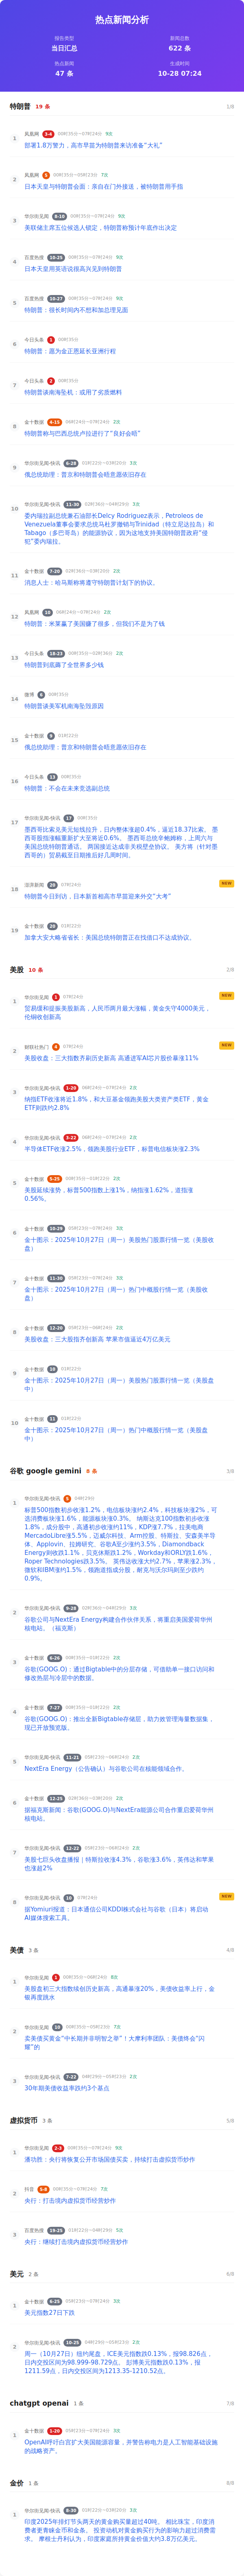 热点新闻分析
报告类型
新闻总数
当日汇总
622 条
热点新闻
生成时间
47 条
10-28 07:24
特朗普 19 条 1/8
1 凤凰网 3-4 00时35分~07时24分 9次
部署1.8万警力，高市早苗为特朗普来访准备“大礼”
2 凤凰网 5 00时35分~05时23分 7次
日本天皇与特朗普会面：亲自在门外接送，被特朗普用手指
3 华尔街见闻 8-10 00时35分~07时24分 9次
美联储主席五位候选人锁定，特朗普称预计年底作出决定
4 百度热搜 10-25 00时35分~07时24分 9次
日本天皇用英语说很高兴见到特朗普
5 百度热搜 16-27 00时35分~07时24分 9次
特朗普：很长时间内不想和加总理见面
6 今日头条 1 00时35分
特朗普：愿为金正恩延长亚洲行程
7 今日头条 2 00时35分
特朗普谈南海坠机：或用了劣质燃料
8 金十数据 4-15 06时24分~07时24分 2次
特朗普称与巴西总统卢拉进行了“良好会晤”
9 华尔街见闻-快讯 6-28 01时22分~03时20分 3次
俄总统助理：普京和特朗普会晤意愿依旧存在
10 华尔街见闻-快讯 11-30 02时36分~04时29分 3次
委内瑞拉副总统兼石油部长Delcy Rodriguez表示，Petroleos de
Venezuela董事会要求总统马杜罗撤销与Trinidad（特立尼达拉岛）和
Tabago（多巴哥岛）的能源协议，因为这地支持美国特朗普政府“侵
犯”委内瑞拉。
11 金十数据 7-20 02时36分~03时20分 2次
消息人士：哈马斯称将遵守特朗普计划下的协议。
12 凤凰网 18 06时24分~07时24分 2次
特朗普：米莱赢了美国赚了很多，但我们不是为了钱
13 今日头条 18-23 00时35分~02时36分 2次
特朗普到底薅了全世界多少钱
14 微博 6 00时35分
特朗普谈美军机南海坠毁原因
15 金十数据 9 01时22分
俄总统助理：普京和特朗普会晤意愿依旧存在
16 今日头条 15 00时35分
特朗普：不会在未来竞选副总统
17 华尔街见闻-快讯 17 00时35分
墨西哥比索兑美元短线拉升，日内整体涨超0.4%，逼近18.37比索。 墨
西哥股指涨幅重新扩大至将近0.6%。 墨西哥总统辛鲍姆称，上周六与
美国总统特朗普通话。 两国接近达成非关税壁垒协议。 美方将（针对墨
西哥的）贸易截至日期推后好几周时间。
18 澎湃新闻 20 07时24分 NEW
特朗普今日到访，日本新首相高市早苗迎来外交“大考”
19 金十数据 28 01时22分
加拿大安大略省省长：美国总统特朗普正在找借口不达成协议。
美股 10 条 2/8
1 华尔街见闻 1 07时24分 NEW
贸易缓和提振美股新高，人民币两月最大涨幅，黄金失守4000美元，
伦铜收创新高
2 财联社热门 4 07时24分 NEW
美股收盘：三大指数齐刷历史新高 高通进军AI芯片股价暴涨11%
3 华尔街见闻-快讯 1-28 06时24分~07时24分 2次
纳指ETF收涨将近1.8%，和大豆基金领跑美股大类资产类ETF，黄金
ETF则跌约2.8%
4 华尔街见闻-快讯 3-22 06时24分~07时24分 2次
半导体ETF收涨2.5%，领跑美股行业ETF，标普电信板块涨2.3%
5 金十数据 5-25 00时35分~01时22分 2次
美股延续涨势，标普500指数上涨1%，纳指涨1.62%，道指涨
0.56%。
6 金十数据 10-29 05时23分~07时24分 3次
金十图示：2025年10月27日（周一）美股热门股票行情一览（美股收
盘）
7 金十数据 11-30 05时23分~07时24分 3次
金十图示：2025年10月27日（周一）热门中概股行情一览（美股收
盘）
8 金十数据 12-20 05时23分~06时24分 2次
美股收盘：三大股指齐创新高 苹果市值逼近4万亿美元
9 金十数据 10 01时22分
金十图示：2025年10月27日（周一）美股热门股票行情一览（美股盘
中）
10 金十数据 11 01时22分
金十图示：2025年10月27日（周一）热门中概股行情一览（美股盘
中）
谷歌 google gemini 8 条 3/8
1 华尔街见闻-快讯 5 04时29分
标普500指数初步收涨1.2%，电信板块涨约2.4%，科技板块涨2%，可
选消费板块涨1.6%，能源板块涨0.3%。 纳斯达克100指数初步收涨
1.8%，成分股中，高通初步收涨约11%，KDP涨7.7%，拉美电商
MercadoLibre涨5.5%，迈威尔科技、Arm控股、特斯拉、安森美半导
体、Applovin、拉姆研究、谷歌A至少涨约3.5%，Diamondback
Energy则收跌1.1%，贝克休斯跌1.2%，Workday和ORLY跌1.6%，
Roper Technologies跌3.5%。 英伟达收涨大约2.7%，苹果涨2.3%，
微软和IBM涨约1.5%，领跑道指成分股，耐克与沃尔玛则至少跌约
0.9%。
2 华尔街见闻-快讯 9-28 02时36分~04时29分 3次
谷歌公司与NextEra Energy构建合作伙伴关系，将重启美国爱荷华州
核电站。（福克斯）
3 金十数据 6-26 00时35分~01时22分 2次
谷歌(GOOG.O)：通过Bigtable中的分层存储，可借助单一接口访问和
修改热层与冷层中的数据。
4 金十数据 7-27 00时35分~01时22分 2次
谷歌(GOOG.O)：推出全新Bigtable存储层，助力效管理海量数据集，
现已开放预览版。
5 华尔街见闻-快讯 11-21 05时23分~06时24分 2次
NextEra Energy（公告确认）与谷歌公司在核能领域合作。
6 金十数据 12-25 02时36分~03时20分 2次
据福克斯新闻：谷歌(GOOG.O)与NextEra能源公司合作重启爱荷华州
核电站。
7 华尔街见闻-快讯 12-22 05时23分~06时24分 2次
美股七巨头收盘播报｜特斯拉收涨4.3%，谷歌涨3.6%，英伟达和苹果
也涨超2%
8 华尔街见闻-快讯 10 07时24分 NEW
据Yomiuri报道：日本通信公司KDDI株式会社与谷歌（日本）将启动
AI媒体搜索工具。
美债 3 条 4/8
1 华尔街见闻 1 00时35分~06时24分 8次
美股盘初三大指数续创历史新高，高通暴涨20%，美债收益率上行，金
银再度跳水
2 华尔街见闻 10 00时35分~05时23分 7次
卖美债买黄金“中长期并非明智之举”！大摩利率团队：美债终会“闪
耀”的
3 华尔街见闻-快讯 7-22 04时29分~05时23分 2次
30年期美债收益率跌约3个基点
虚拟货币 3 条 5/8
1 华尔街见闻 2-3 00时35分~07时24分 9次
潘功胜：央行将恢复公开市场国债买卖，持续打击虚拟货币炒作
2 抖音 5-8 00时35分~07时24分 7次
央行：打击境内虚拟货币经营炒作
3 百度热搜 19-25 01时22分~04时29分 5次
央行：继续打击境内虚拟货币经营炒作
美元 2 条 6/8
1 金十数据 6-25 05时23分~07时24分 3次
美元指数27日下跌
2 华尔街见闻-快讯 10-25 04时29分~05时23分 2次
周一（10月27日）纽约尾盘，ICE美元指数跌0.13%，报98.826点，
日内交投区间为98.999-98.729点。 彭博美元指数跌0.13%，报
1211.59点，日内交投区间为1213.35-1210.52点。
chatgpt openai 1 条 7/8
1 金十数据 1-20 05时23分~07时24分 3次
OpenAI呼吁白宫扩大美国能源容量，并警告称电力是人工智能基础设施
的战略资产。
金价 1 条 8/8
1 华尔街见闻-快讯 8-30 01时22分~03时20分 3次
印度2025年排灯节头两天的黄金购买量超过40吨。 相比珠宝，印度消
费者更青睐金币和金条。 投资动机对黄金购买行为的影响力超过消费需
求。 摩根士丹利认为，印度家庭所持黄金价值大约3.8万亿美元。